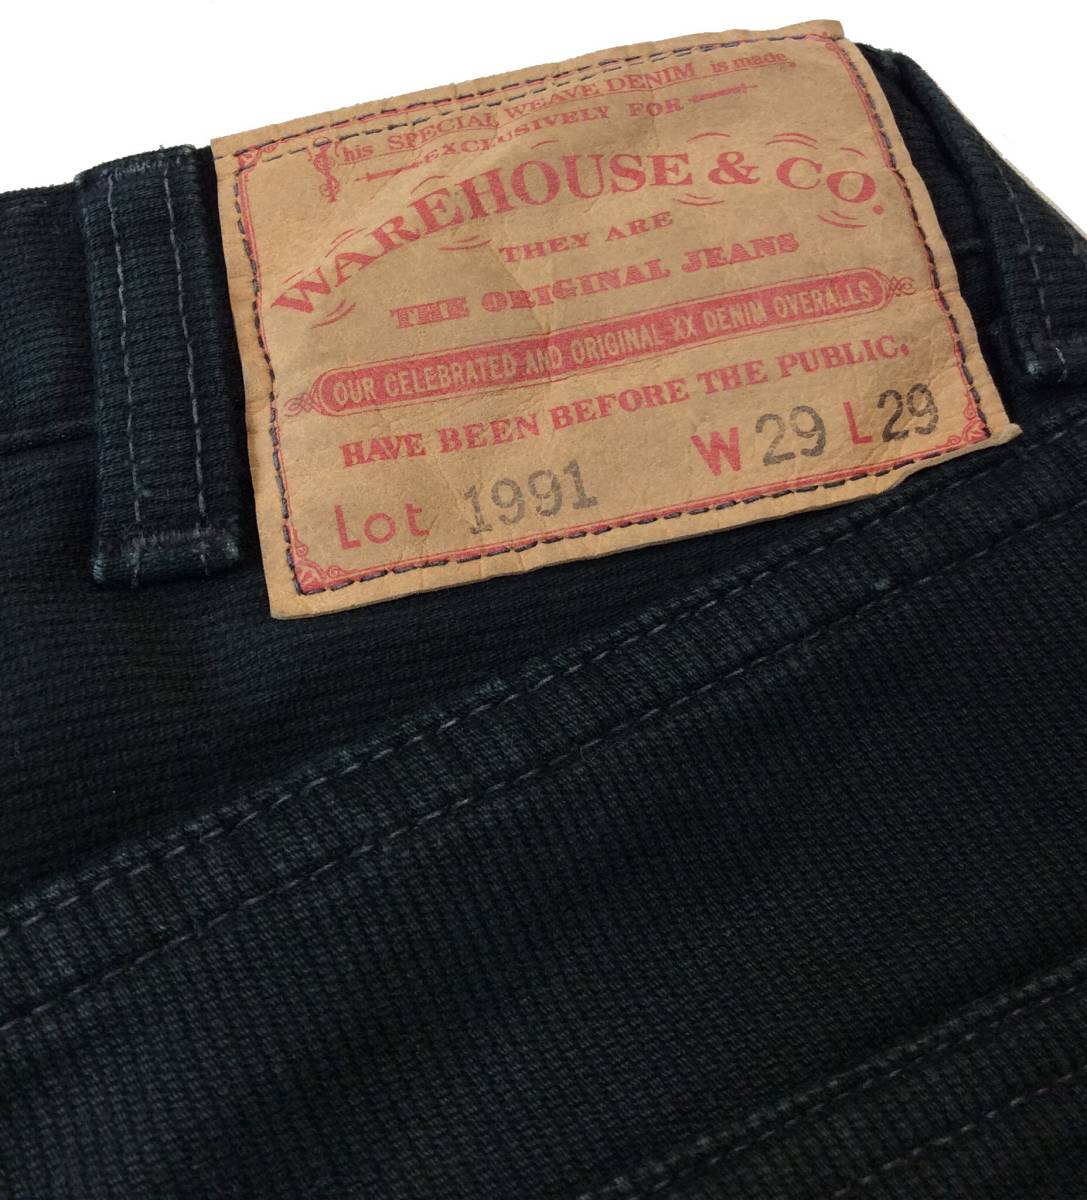 This SPECIAL WEAVE DENIM is made,
EXCLUSIVELY FOR
WAREHOUSE & CO.
THEY ARE
THE ORIGINAL JEANS
OUR CELEBRATED AND ORIGINAL XX DENIM OVERALLS
HAVE BEEN BEFORE THE PUBLIC.
Lot 1991 W 29 L 29